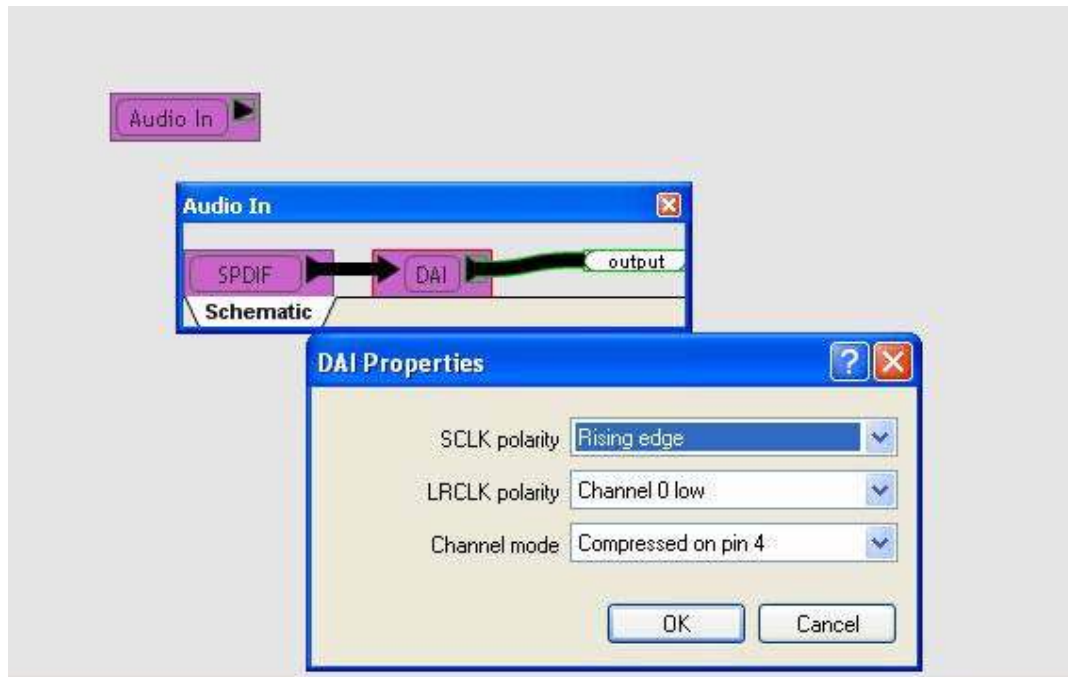 Audio In
Audio In
SPDIF
DAI
output
Schematic
DAI Properties
SCLK polarity Rising edge
LRCLK polarity Channel 0 low
Channel mode Compressed on pin 4
OK Cancel